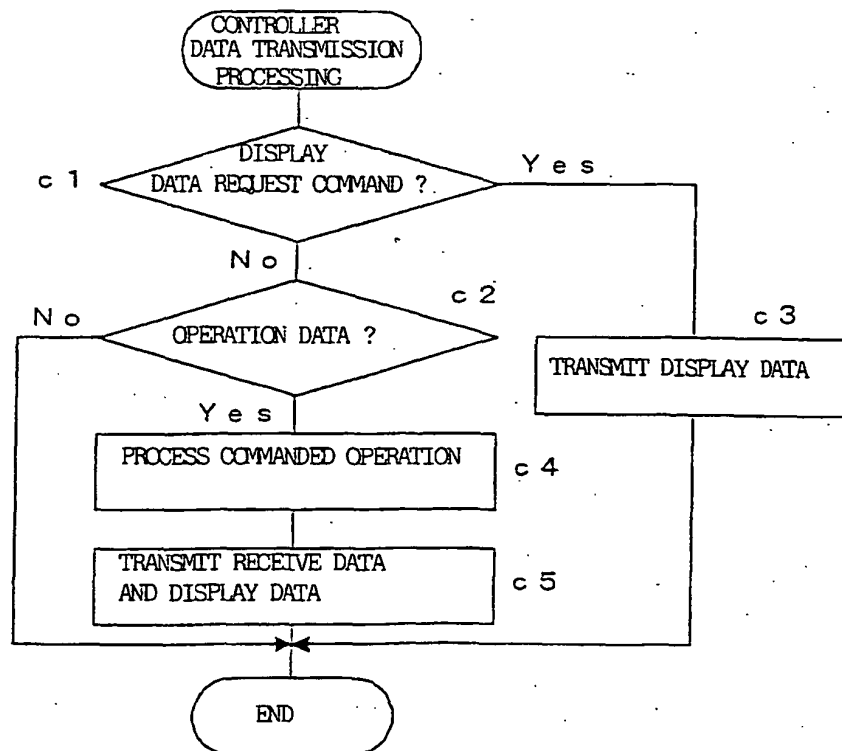 CONTROLLER
DATA TRANSMISSION
PROCESSING
DISPLAY
DATA REQUEST COMMAND ?
c 1
Yes
No
c 2
OPERATION DATA ?
No
c 3
TRANSMIT DISPLAY DATA
Yes
PROCESS COMMANDED OPERATION
c 4
TRANSMIT RECEIVE DATA
AND DISPLAY DATA
c 5
END